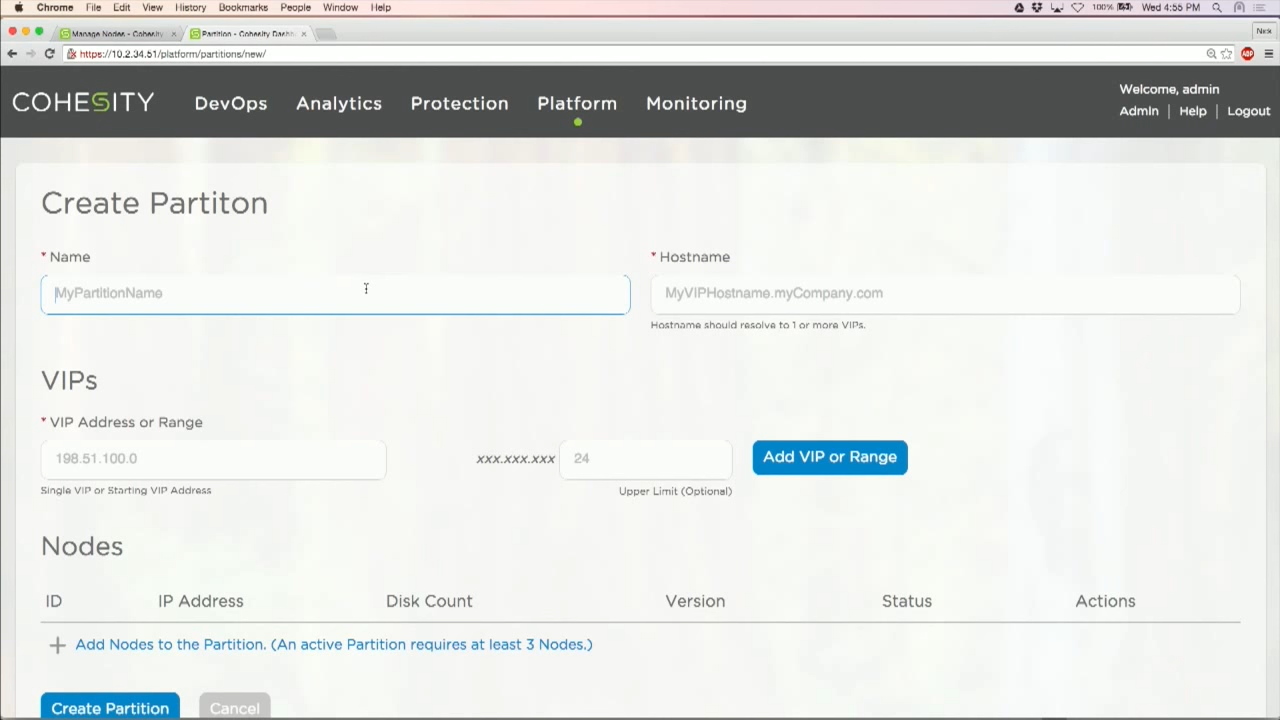 Chrome File Edit View History Bookmarks People Window Help 100% Wed 4:55 PM
Manage Nodes - Cohesity Partition - Cohesity Dashb Nick
https://10.2.34.51/platform/partitions/new/ ABP
COHESITY DevOps Analytics Protection Platform Monitoring
Welcome, admin
Admin | Help | Logout
Create Partiton
* Name * Hostname
MyPartitionName MyVIPHostname.myCompany.com
Hostname should resolve to 1 or more VIPs.
VIPs
* VIP Address or Range
198.51.100.0 xxx.xxx.xxx 24 Add VIP or Range
Single VIP or Starting VIP Address Upper Limit (Optional)
Nodes
ID IP Address Disk Count Version Status Actions
Add Nodes to the Partition. (An active Partition requires at least 3 Nodes.)
Create Partition Cancel